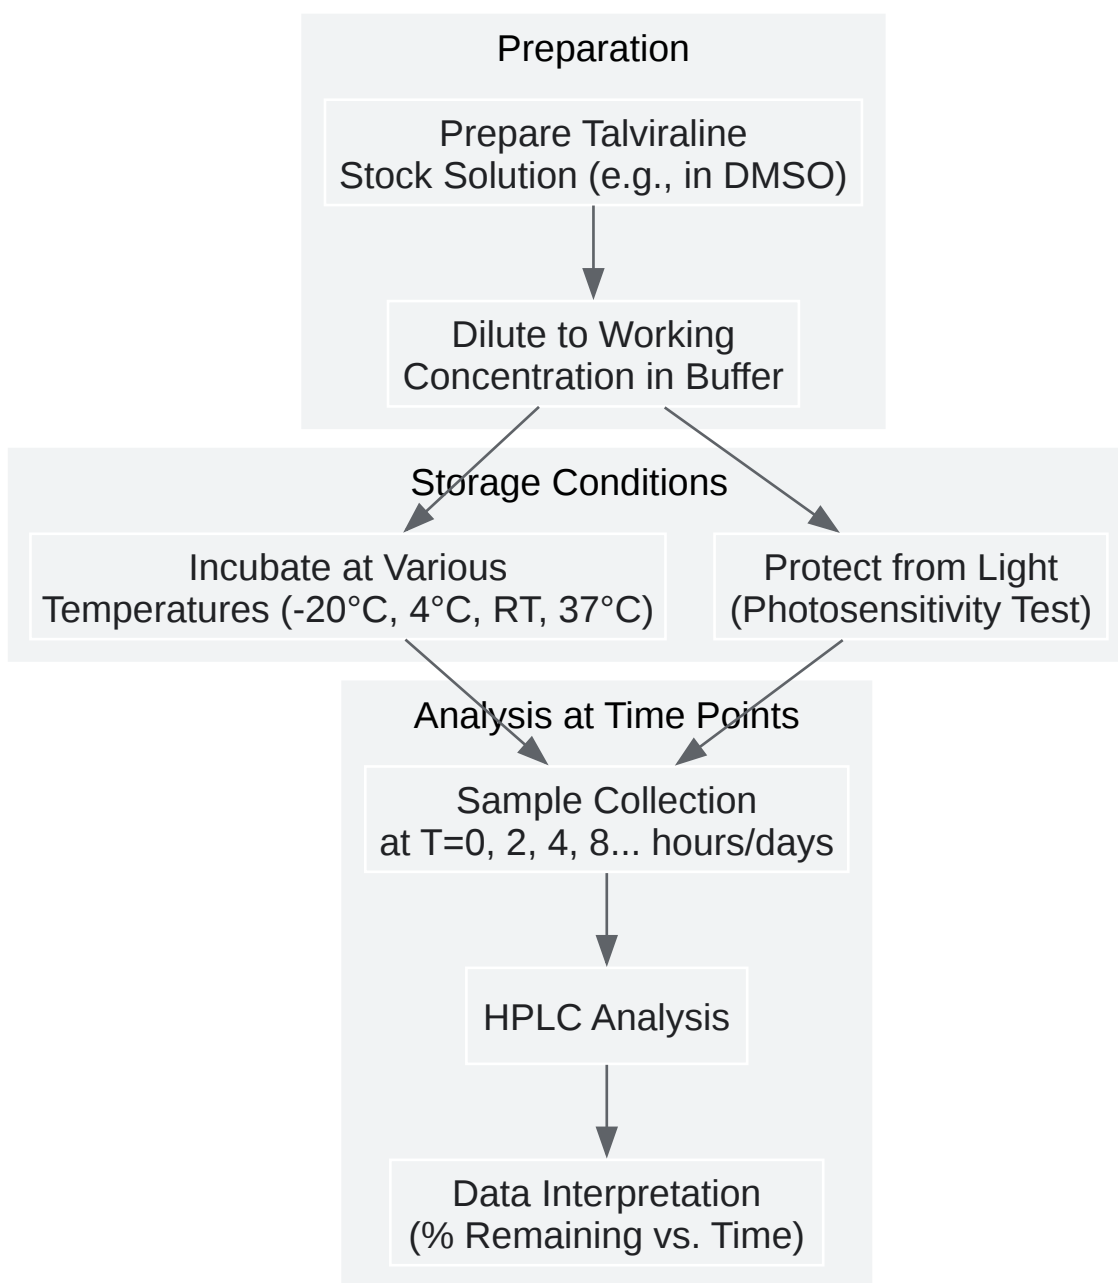 Preparation
Prepare Talviraline
Stock Solution (e.g., in DMSO)
Dilute to Working
Concentration in Buffer
Storage Conditions
Incubate at Various
Temperatures (-20°C, 4°C, RT, 37°C)
Protect from Light
(Photosensitivity Test)
Analysis at Time Points
Sample Collection
at T=0, 2, 4, 8... hours/days
HPLC Analysis
Data Interpretation
(% Remaining vs. Time)